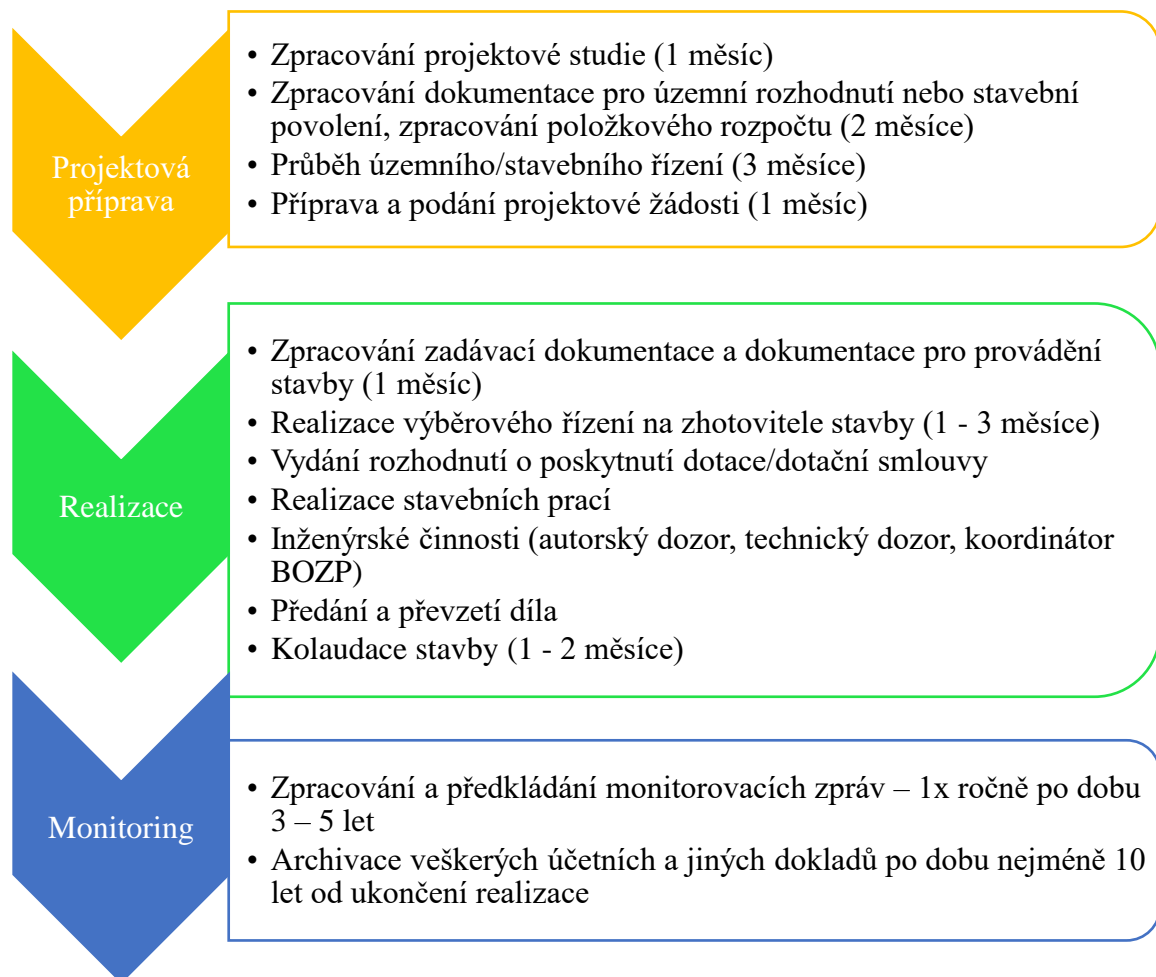 Projektová
příprava
• Zpracování projektové studie (1 měsíc)
• Zpracování dokumentace pro územní rozhodnutí nebo stavební
povolení, zpracování položkového rozpočtu (2 měsíce)
• Průběh územního/stavebního řízení (3 měsíce)
• Příprava a podání projektové žádosti (1 měsíc)
Realizace
• Zpracování zadávací dokumentace a dokumentace pro provádění
stavby (1 měsíc)
• Realizace výběrového řízení na zhotovitele stavby (1 - 3 měsíce)
• Vydání rozhodnutí o poskytnutí dotace/dotační smlouvy
• Realizace stavebních prací
• Inženýrské činnosti (autorský dozor, technický dozor, koordinátor
BOZP)
• Předání a převzetí díla
• Kolaudace stavby (1 - 2 měsíce)
Monitoring
• Zpracování a předkládání monitorovacích zpráv – 1x ročně po dobu
3 – 5 let
• Archivace veškerých účetních a jiných dokladů po dobu nejméně 10
let od ukončení realizace